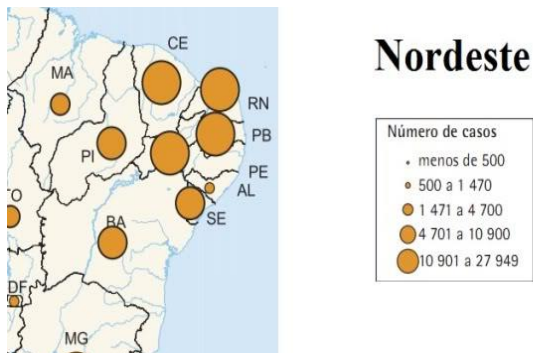 Nordeste
CE
MA
RN
PB
PI
PE
AL
O
BA
SE
DF
MG
Número de casos
menos de 500
500 a 1 470
1 471 a 4 700
4 701 a 10 900
10 901 a 27 949